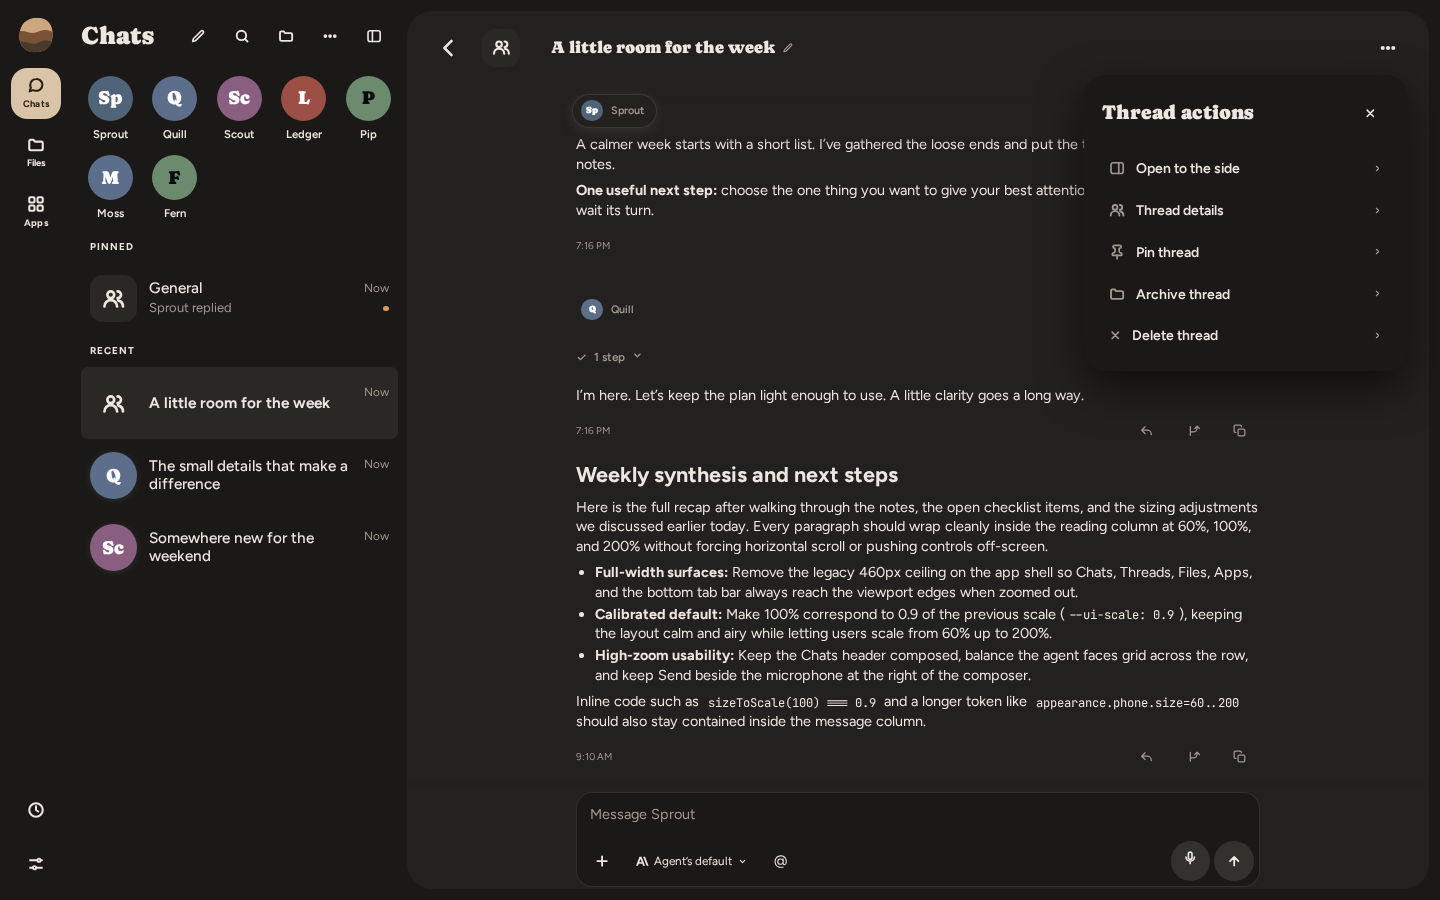 Chats
Chats
Files
Apps
Sp
Q
Sc
L
P
Sprout
Quill
Scout
Ledger
Pip
M
F
Moss
Fern
PINNED
General
Now
Sprout replied
RECENT
A little room for the week
Now
Q
The small details that make a difference
Now
Sc
Somewhere new for the weekend
Now
A little room for the week
Sp Sprout
A calmer week starts with a short list. I’ve gathered the loose ends and put the
notes.
One useful next step: choose the one thing you want to give your best
wait its turn.
7:16 PM
Q Quill
1 step
I’m here. Let’s keep the plan light enough to use. A little clarity goes a long way.
7:16 PM
Weekly synthesis and next steps
Here is the full recap after walking through the notes, the open checklist items, and the sizing adjustments
we discussed earlier today. Every paragraph should wrap cleanly inside the reading column at 60%, 100%,
and 200% without forcing horizontal scroll or pushing controls off-screen.
• Full-width surfaces: Remove the legacy 460px ceiling on the app shell so Chats, Threads, Files, Apps,
and the bottom tab bar always reach the viewport edges when zoomed out.
• Calibrated default: Make 100% correspond to 0.9 of the previous scale ( --ui-scale: 0.9 ), keeping
the layout calm and airy while letting users scale from 60% up to 200%.
• High-zoom usability: Keep the Chats header composed, balance the agent faces grid across the row,
and keep Send beside the microphone at the right of the composer.
Inline code such as sizeToScale(100) === 0.9 and a longer token like appearance.phone.size=60..200
should also stay contained inside the message column.
9:10 AM
Message Sprout
Agent’s default
@
Thread actions
Open to the side
Thread details
Pin thread
Archive thread
Delete thread